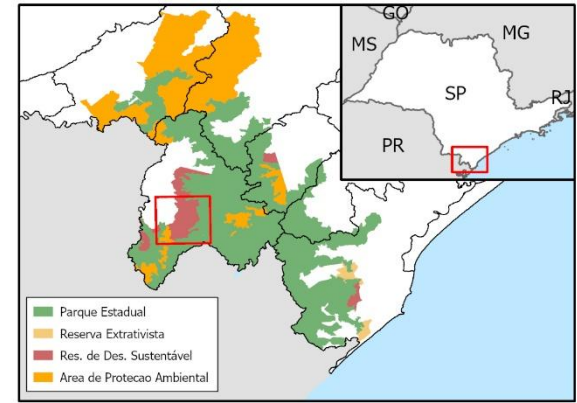 GO
MS
MG
SP
RJ
PR
Parque Estadual
Reserva Extrativista
Res. de Des. Sustentável
Area de Protecao Ambiental